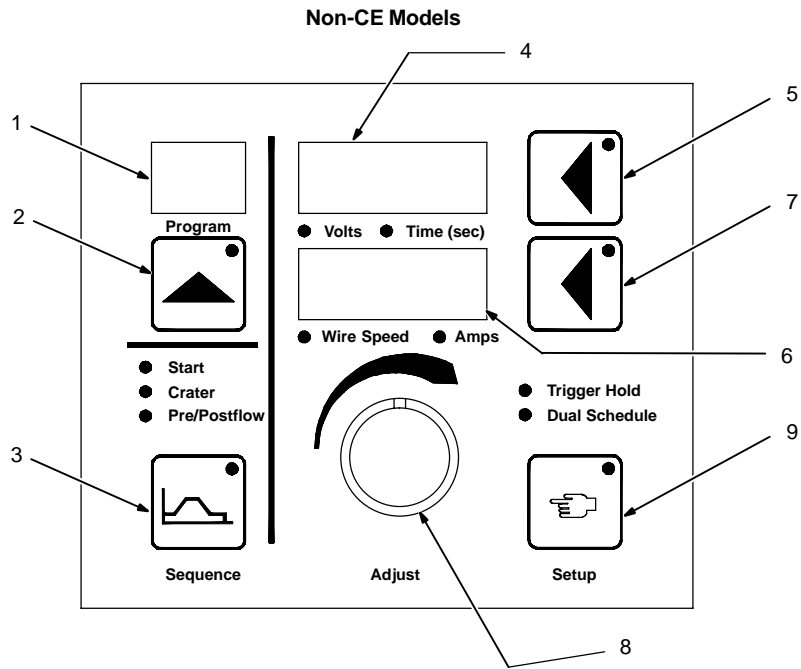 Non-CE Models
4
5
1
Program
2
Volts Time (sec)
7
Wire Speed Amps
6
Start
Crater
Pre/Postflow
Trigger Hold
Dual Schedule
3
9
Sequence
Adjust
Setup
8